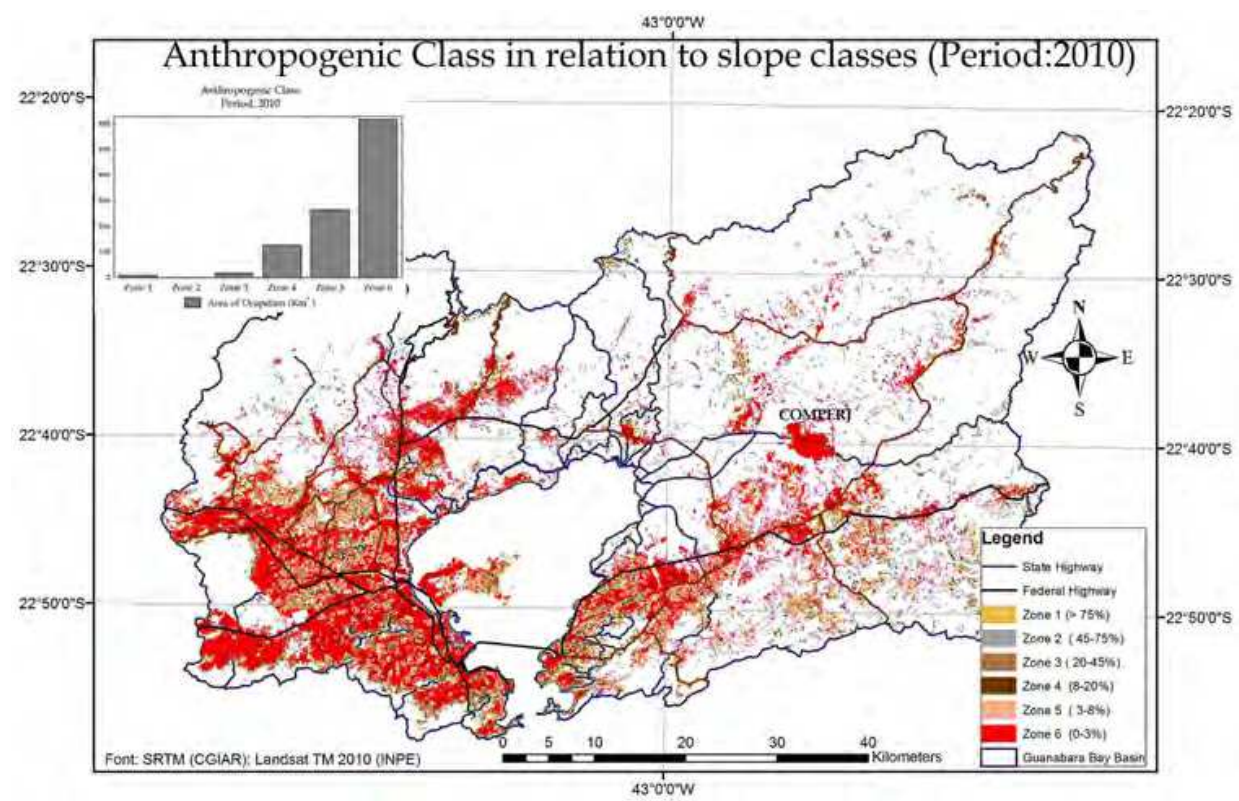 43°0'0"W
Anthropogenic Class in relation to slope classes (Period:2010)
22°20'0"S
22°20'0"S
Anthropogenic Class
Period, 2010
Zone 1 Zone 2 Zone 3 Zone 4 Zone 5 Zone 6
Area of Ocupation (Km²)
22°30'0"S
22°30'0"S
N
W E
S
COMPERJ
22°40'0"S
22°40'0"S
Legend
State Highway
Federal Highway
Zone 1 (> 75%)
Zone 2 ( 45-75%)
Zone 3 ( 20-45%)
Zone 4 (8-20%)
Zone 5 ( 3-8%)
Zone 6 (0-3%)
Guanabara Bay Basin
22°50'0"S
22°50'0"S
0 5 10 20 30 40
Kilometers
Font: SRTM (CGIAR): Landsat TM 2010 (INPE)
43°0'0"W